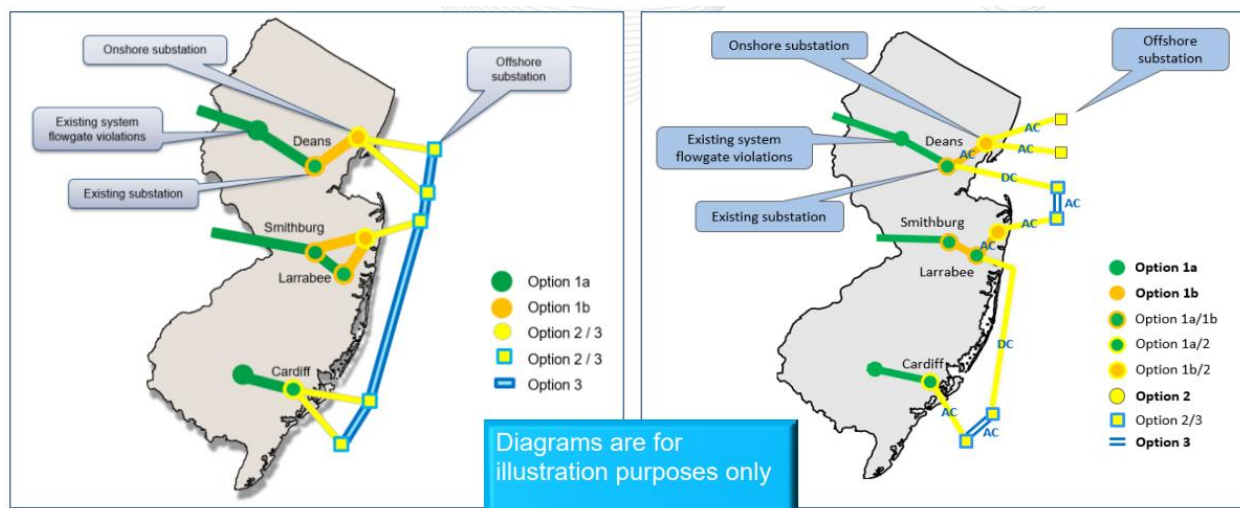 Onshore substation
Offshore
substation
Existing system
flowgate violations
Deans
Existing substation
Smithburg
Larrabee
Cardiff
Option 1a
Option 1b
Option 2 / 3
Option 2 / 3
Option 3
Diagrams are for
illustration purposes only
Onshore substation
Offshore
substation
Existing system
flowgate violations
Deans
AC
AC
AC
DC
Existing substation
AC
Smithburg
AC
AC
Larrabee
DC
Cardiff
AC
AC
Option 1a
Option 1b
Option 1a/1b
Option 1a/2
Option 1b/2
Option 2
Option 2/3
Option 3